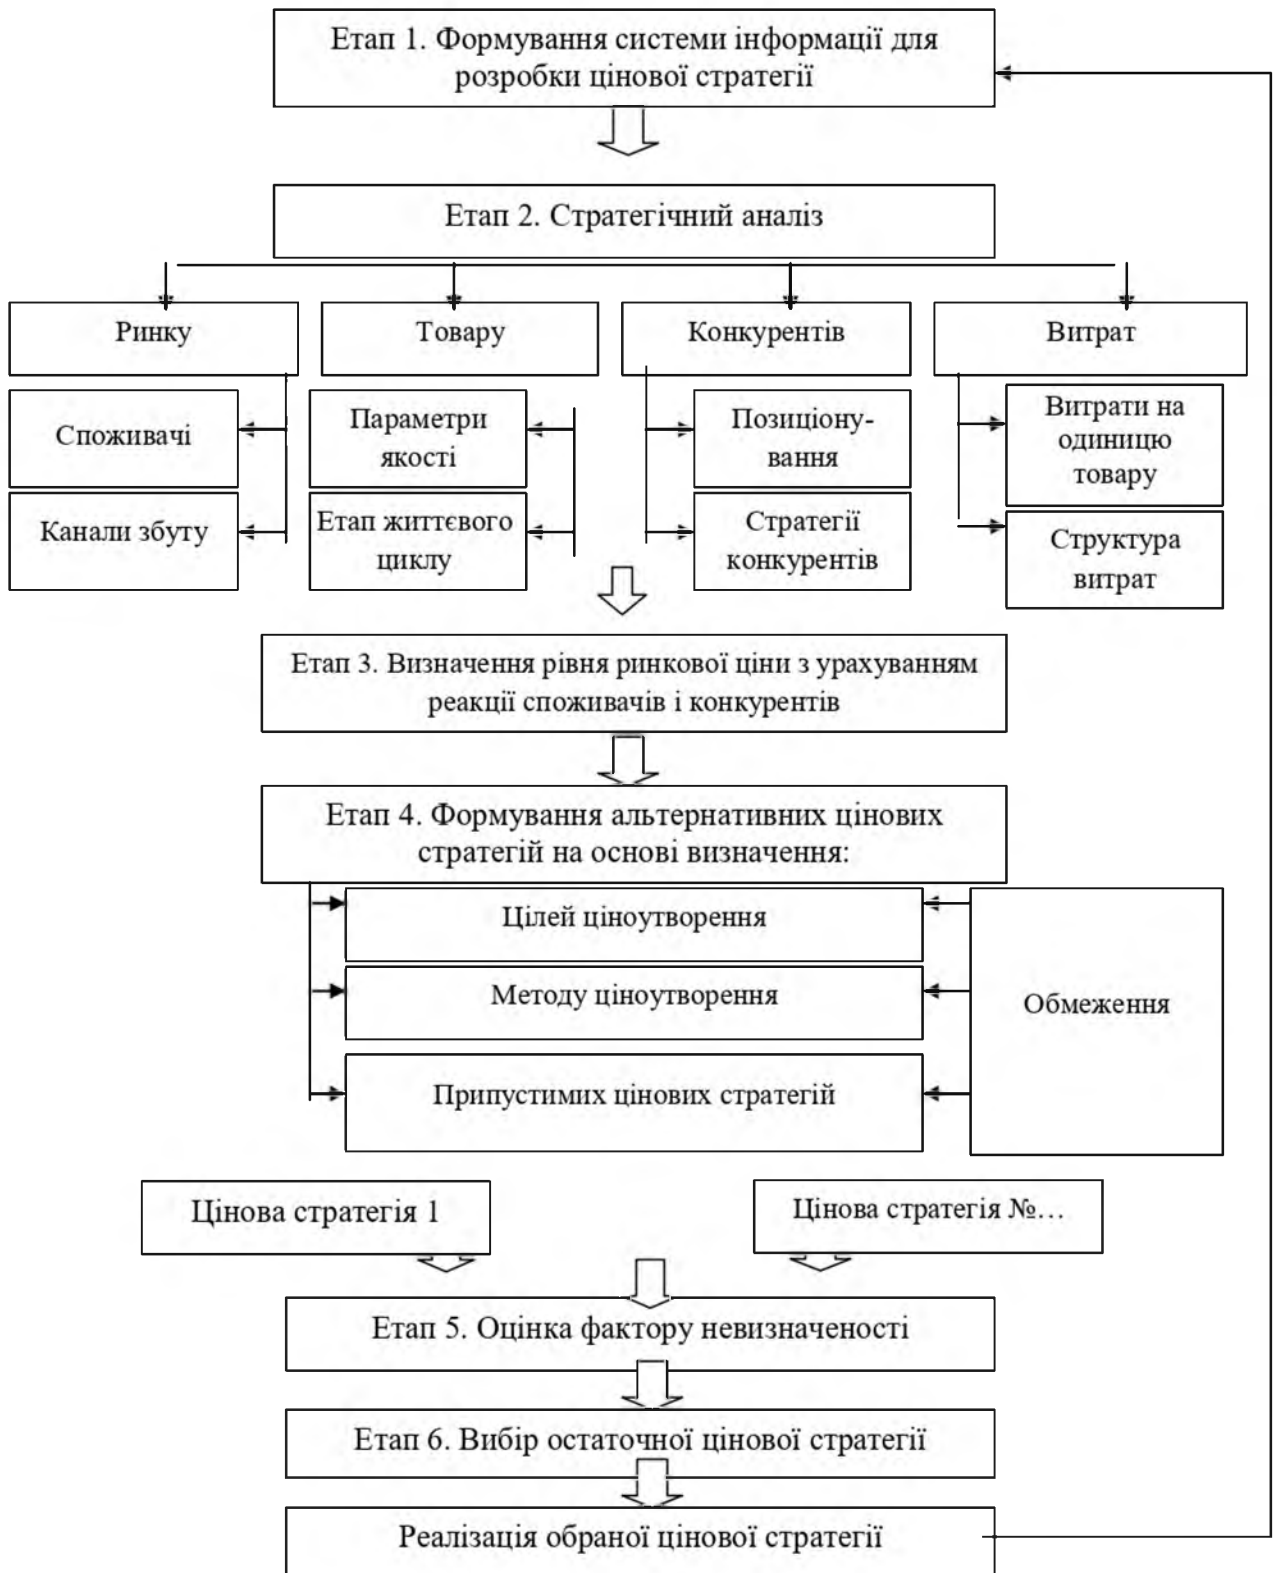 Етап 1. Формування системи інформації для
розробки цінової стратегії
Етап 2. Стратегічний аналіз
Ринку
Товару
Конкурентів
Витрат
Споживачі
Параметри
якості
Позиціону-
вання
Витрати на
одиницю
товару
Канали збуту
Етап життєвого
циклу
Стратегії
конкурентів
Структура
витрат
Етап 3. Визначення рівня ринкової ціни з урахуванням
реакції споживачів і конкурентів
Етап 4. Формування альтернативних цінових
стратегій на основі визначення:
Цілей ціноутворення
Методу ціноутворення
Обмеження
Припустимих цінових стратегій
Цінова стратегія 1
Цінова стратегія №...
Етап 5. Оцінка фактору невизначеності
Етап 6. Вибір остаточної цінової стратегії
Реалізація обраної цінової стратегії